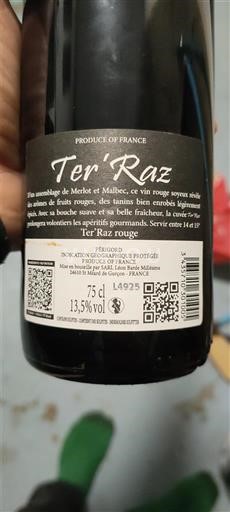 PRODUCE OF FRANCE
Ter'Raz
D'un assemblage de Merlot et Malbec, ce vin rouge soyeux révèle
des arômes de fruits rouges, des tanins bien enrobés légèrement
épicés. Avec sa bouche suave et sa belle fraîcheur, la cuvée Ter'Raz
prolongera volontiers les apéritifs gourmands. Servir entre 14 et 15°
Ter'Raz rouge
PÉRIGORD
INDICATION GÉOGRAPHIQUE PROTÉGÉE
PRODUCE OF FRANCE
Mise en bouteille par SARL Léon Barde Millésims
24610 St Médard de Gurçon - FRANCE
L4925
75 cl
13,5%vol